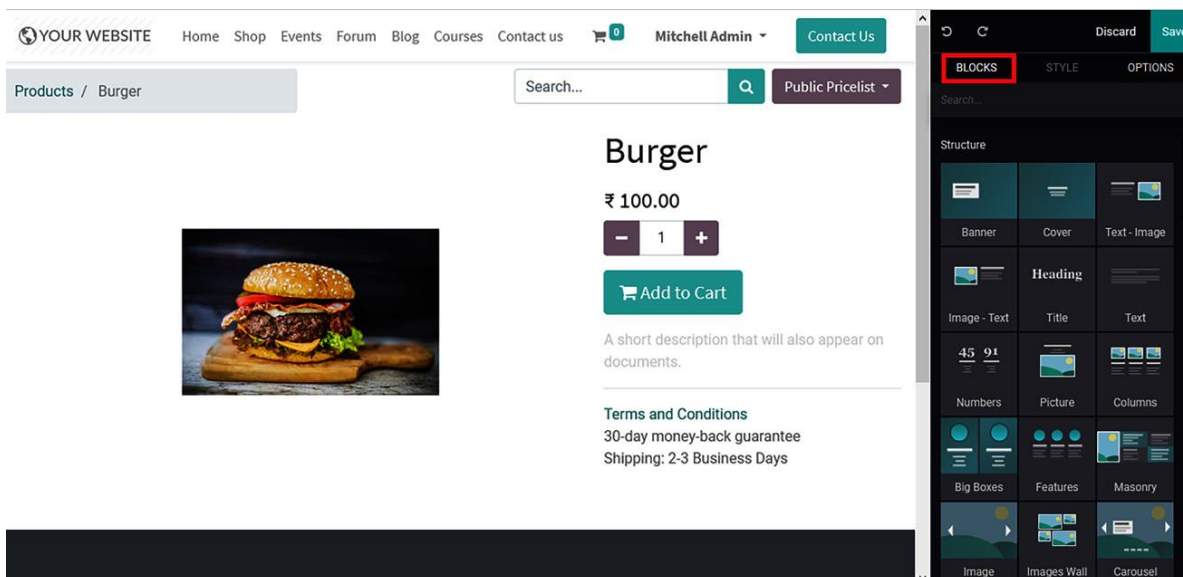 YOUR WEBSITE Home Shop Events Forum Blog Courses Contact us 0 Mitchell Admin Contact Us
Discard Save
BLOCKS STYLE OPTIONS
Products / Burger Search... Public Pricelist
Search...
Burger
₹ 100.00
1
Add to Cart
A short description that will also appear on
documents.
Terms and Conditions
30-day money-back guarantee
Shipping: 2-3 Business Days
Structure
Banner Cover Text - Image
Heading
Image - Text Title Text
45 91
Numbers Picture Columns
Big Boxes Features Masonry
Image Images Wall Carousel